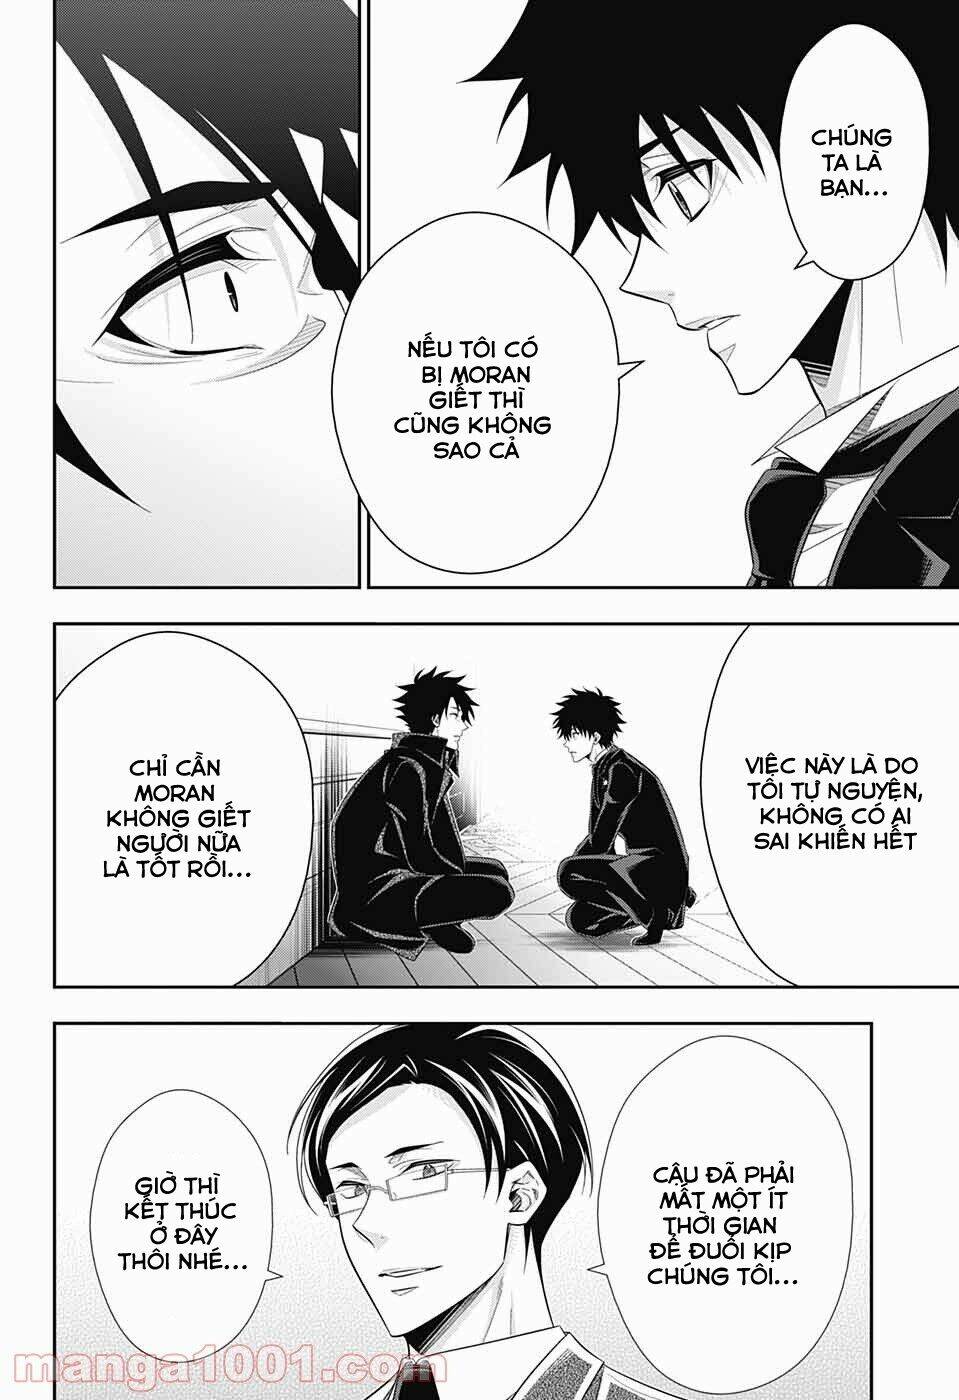 CHÚNG
TA LÀ
BẠN...
NẾU TÔI CÓ
BỊ MORAN
GIẾT THÌ
CŨNG KHÔNG
SAO CẢ
VIỆC NÀY LÀ DO
TÔI TỰ NGUYỆN,
KHÔNG CÓ AI
SAI KHIẾN HẾT
CHỈ CẦN
MORAN
KHÔNG GIẾT
NGƯỜI NỮA
LÀ TỐT RỒI...
CẬU ĐÃ PHẢI
MẤT MỘT ÍT
THỜI GIAN
ĐỂ ĐUỔI KỊP
CHÚNG TÔI...
GIỜ THÌ
KẾT THÚC
Ở ĐÂY
THÔI NHÉ...
manga1001.com